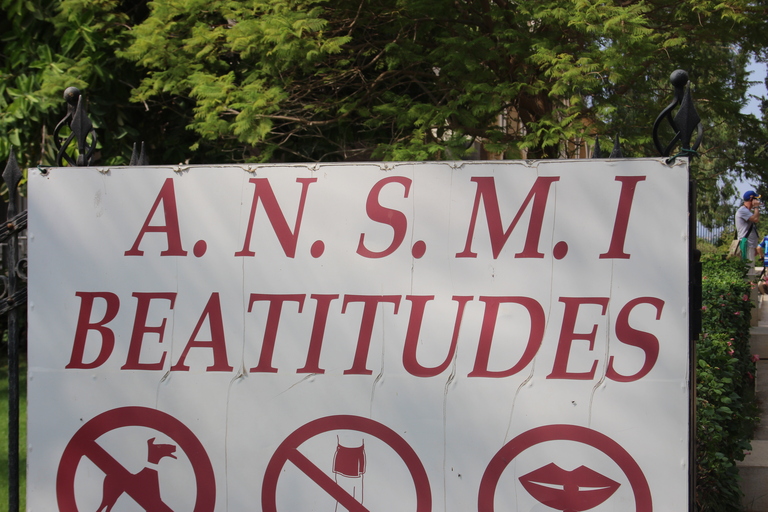 A. N. S. M. I
BEATITUDES